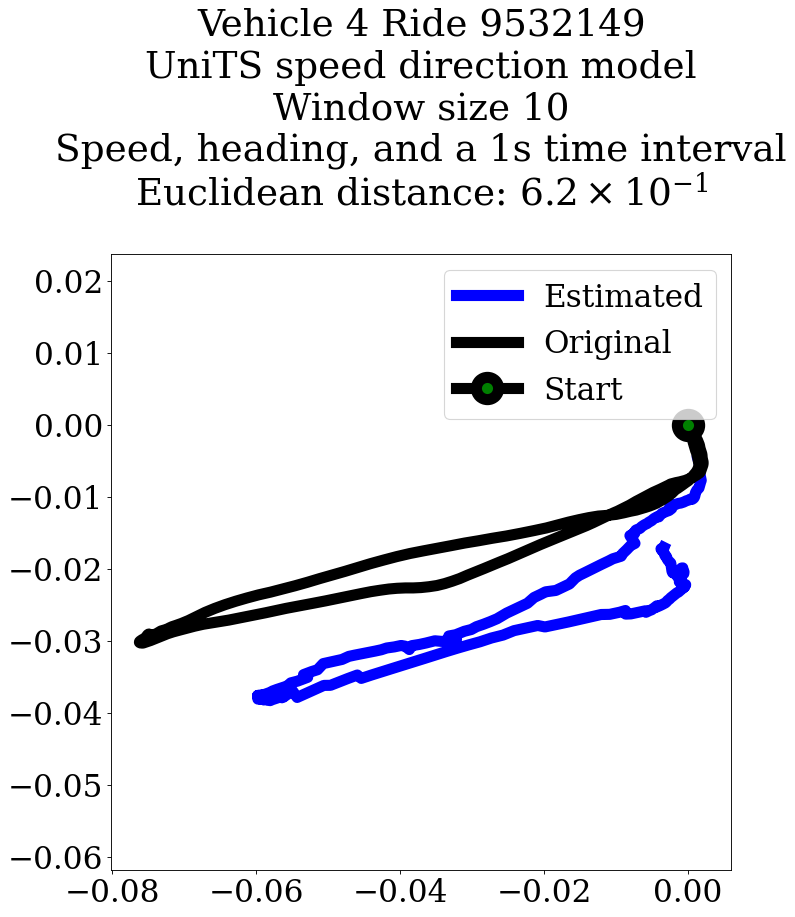 Vehicle 4 Ride 9532149
UniTS speed direction model
Window size 10
Speed, heading, and a 1s time interval
Euclidean distance: 6.2 × 10⁻¹
Estimated
Original
Start
0.02
0.01
0.00
−0.01
−0.02
−0.03
−0.04
−0.05
−0.06
−0.08 −0.06 −0.04 −0.02 0.00